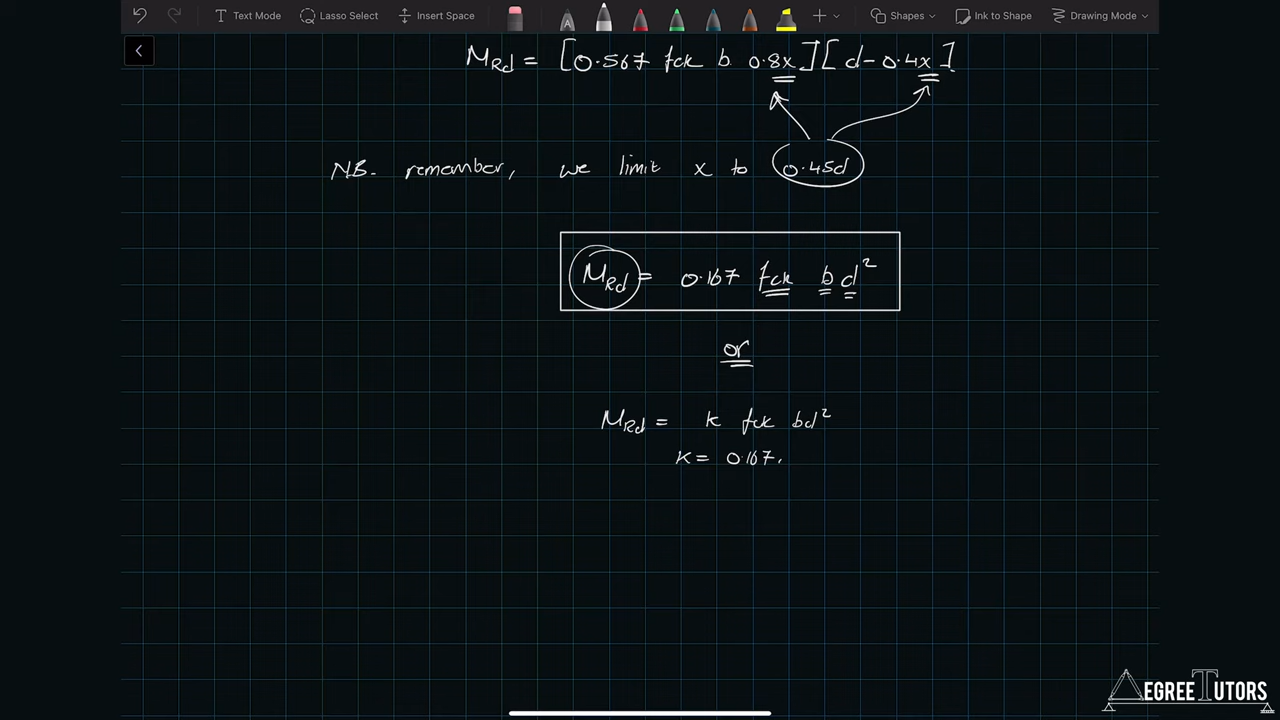 Text Mode Lasso Select Insert Space A Shapes Ink to Shape Drawing Mode
MRd = [0.567 fck b 0.8x][d-0.4x]
NB. remember, we limit x to 0.45d
MRd = 0.167 fck bd²
or
MRd = k fck bd²
K = 0.167.
DEGREE TUTORS